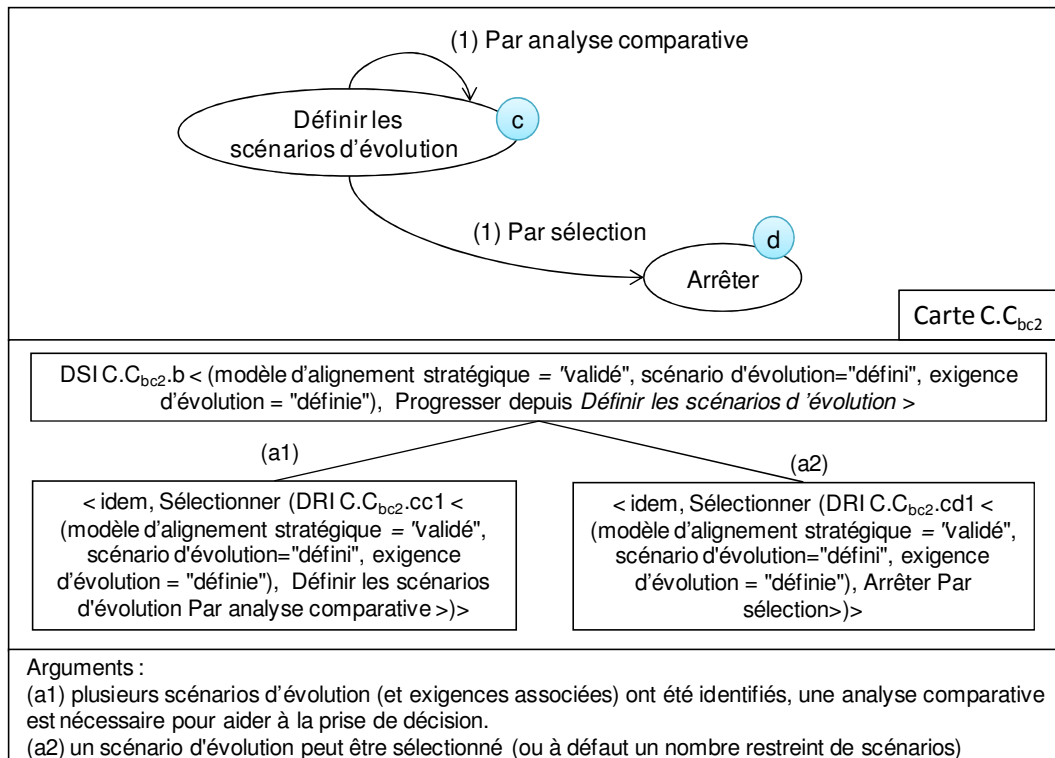 (1) Par analyse comparative
Définir les
scénarios d'évolution
c
(1) Par sélection
d
Arrêter
Carte C.Cbc2
DSI C.Cbc2.b < (modèle d'alignement stratégique = "validé", scénario d'évolution="défini", exigence
d'évolution = "définie"), Progresser depuis Définir les scénarios d 'évolution >
(a1)
(a2)
< idem, Sélectionner (DRI C.Cbc2.cc1 <
(modèle d'alignement stratégique = "validé",
scénario d'évolution="défini", exigence
d'évolution = "définie"), Définir les scénarios
d'évolution Par analyse comparative >)>
< idem, Sélectionner (DRI C.Cbc2.cd1 <
(modèle d'alignement stratégique = "validé",
scénario d'évolution="défini", exigence
d'évolution = "définie"), Arrêter Par
sélection>)>
Arguments :
(a1) plusieurs scénarios d'évolution (et exigences associées) ont été identifiés, une analyse comparative
est nécessaire pour aider à la prise de décision.
(a2) un scénario d'évolution peut être sélectionné (ou à défaut un nombre restreint de scénarios)